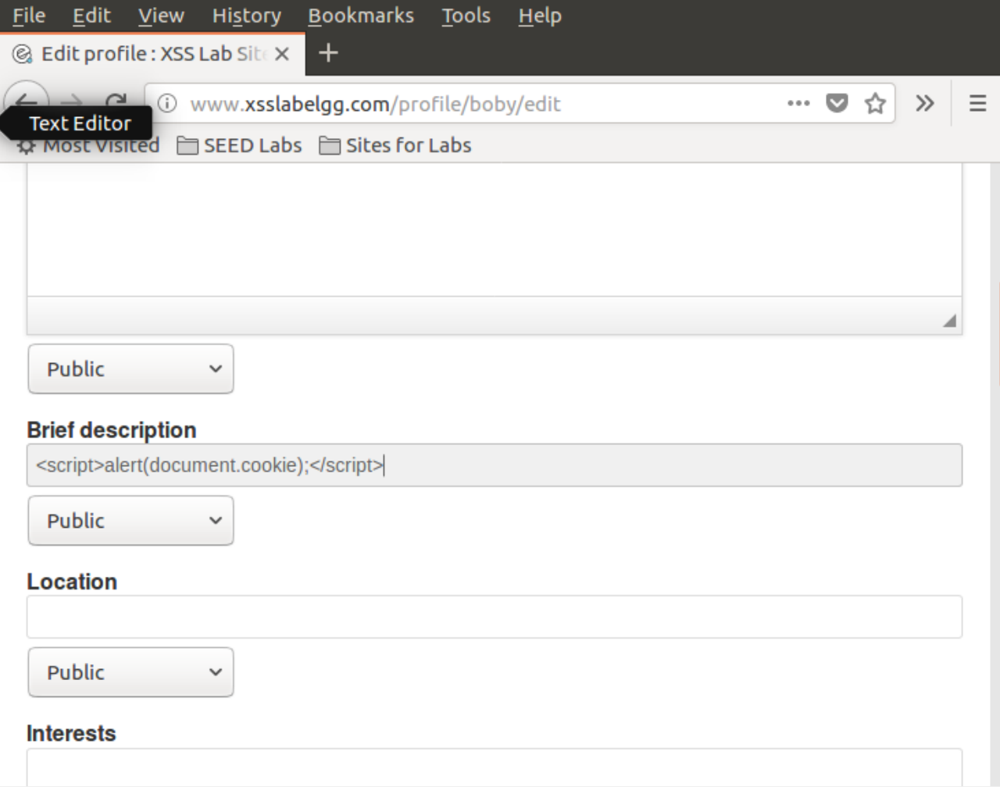 File Edit View History Bookmarks Tools Help
Edit profile : XSS Lab Site
www.xsslabelgg.com/profile/boby/edit
Text Editor
Most Visited SEED Labs Sites for Labs
Public
Brief description
<script>alert(document.cookie);</script>
Public
Location
Public
Interests